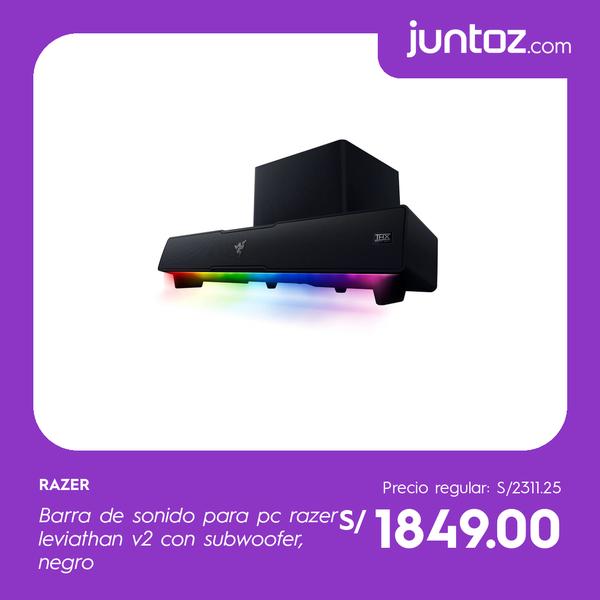 juntoz.com
THX
RAZER
Precio regular: S/2311.25
Barra de sonido para pc razer
leviathan v2 con subwoofer,
negro
S/ 1849.00